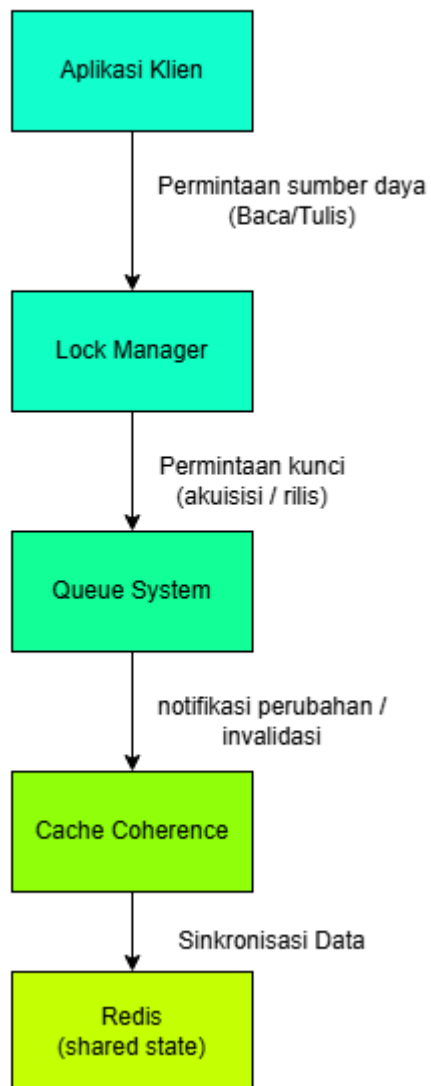 Aplikasi Klien
Permintaan sumber daya
(Baca/Tulis)
Lock Manager
Permintaan kunci
(akuisisi / rilis)
Queue System
notifikasi perubahan /
invalidasi
Cache Coherence
Sinkronisasi Data
Redis
(shared state)